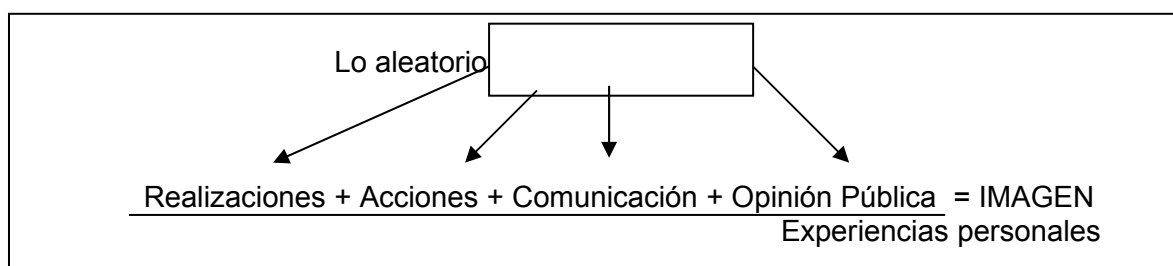 Lo aleatorio
Realizaciones + Acciones + Comunicación + Opinión Pública = IMAGEN
Experiencias personales